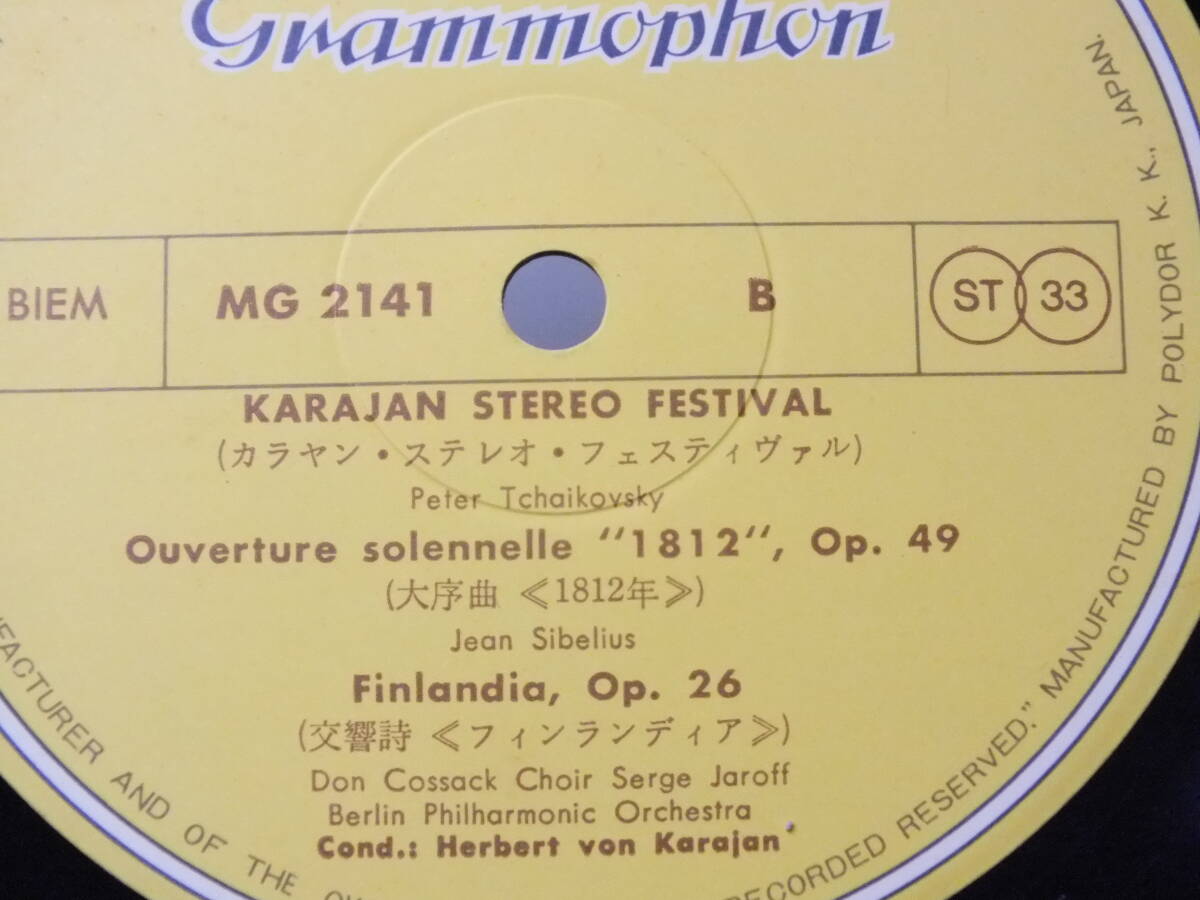 Grammophon
BIEM
MG 2141
B
ST 33
KARAJAN STEREO FESTIVAL
(カラヤン・ステレオ・フェスティヴァル)
Peter Tchaikovsky
Ouverture solennelle "1812", Op. 49
(大序曲 ≪1812年≫)
Jean Sibelius
Finlandia, Op. 26
(交響詩 ≪フィンランディア≫)
Don Cossack Choir Serge Jaroff
Berlin Philharmonic Orchestra
Cond.: Herbert von Karajan
FACTURER AND OF THE
RECORDED RESERVED." MANUFACTURED BY POLYDOR K. K., JAPAN.